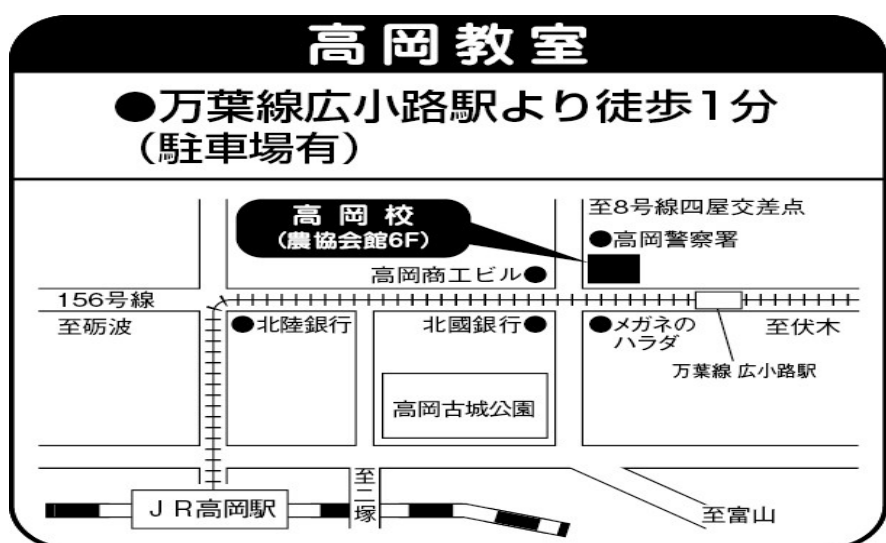 高岡教室
●万葉線広小路駅より徒歩1分
（駐車場有）
高岡校
（農協会館6F）
至8号線四屋交差点
●高岡警察署
高岡商工ビル●
156号線
至砺波
●北陸銀行
北國銀行●
●メガネの
ハラダ
至伏木
万葉線 広小路駅
高岡古城公園
至二塚
JR高岡駅
至富山